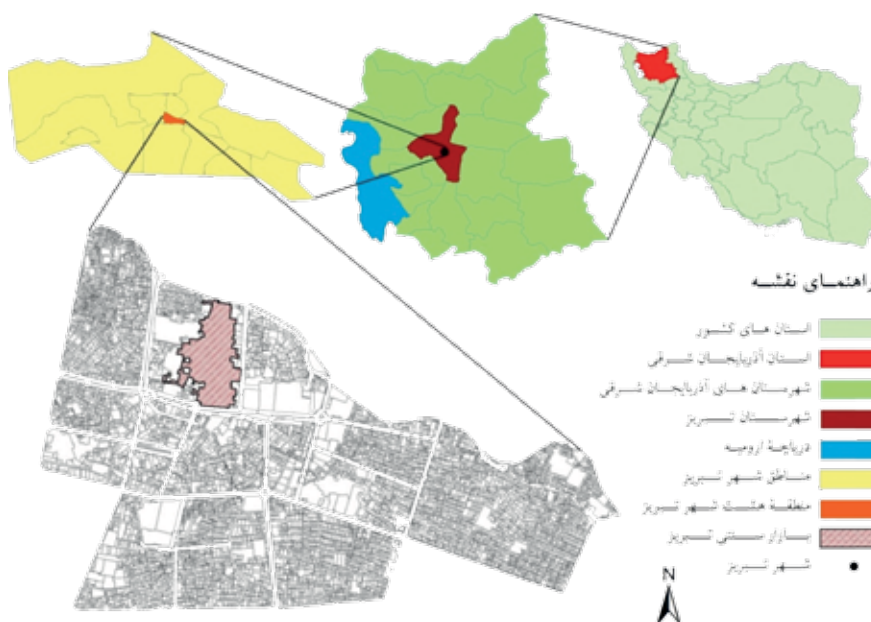 راهنمای نقشه
استان های کشور
استان آذربایجان شرقی
شهرستان های آذربایجان شرقی
شهرستان تبریز
دریاچهٔ ارومیه
مناطق شهر تبریز
منطقهٔ هشت شهر تبریز
بازار سنتی تبریز
شهر تبریز
N